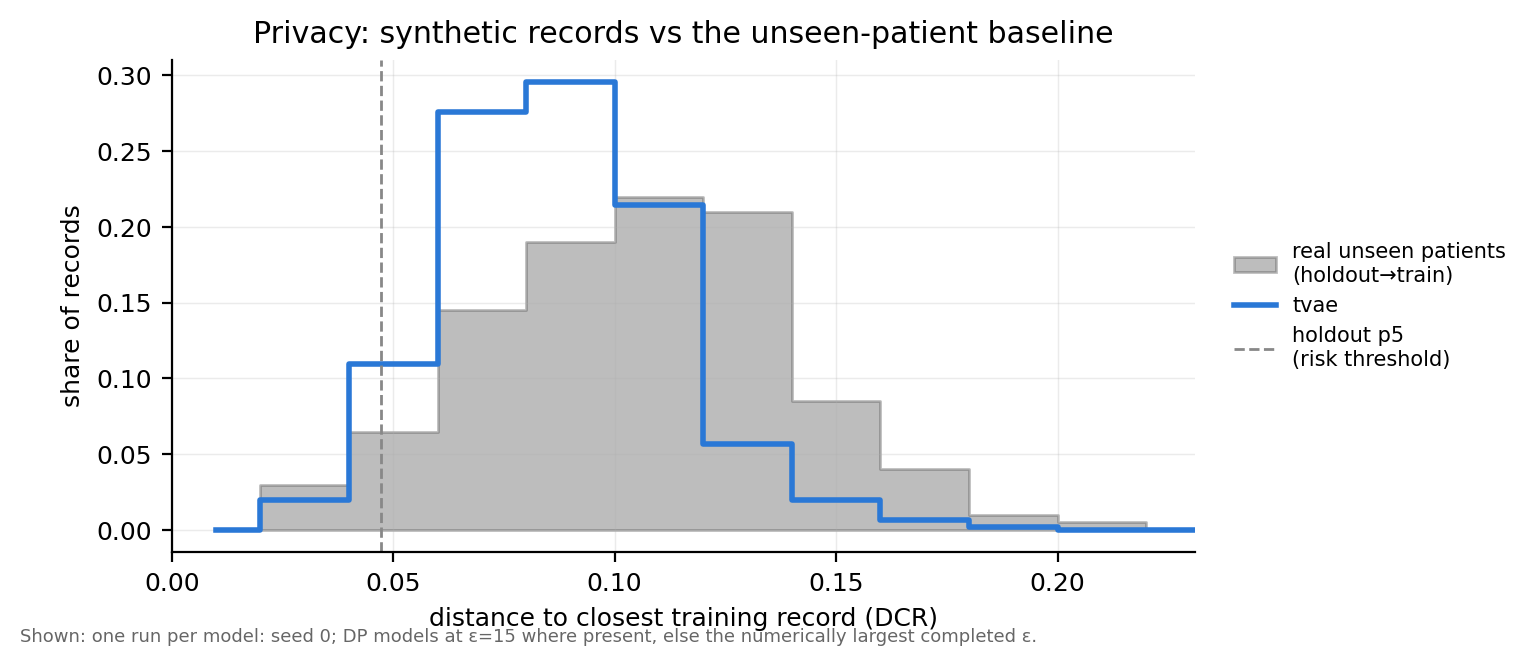 Privacy: synthetic records vs the unseen-patient baseline
0.30
0.25
0.20
0.15
0.10
0.05
0.00
share of records
0.00
0.05
0.10
0.15
0.20
distance to closest training record (DCR)
real unseen patients
(holdout→train)
tvae
holdout p5
(risk threshold)
Shown: one run per model: seed 0; DP models at ε=15 where present, else the numerically largest completed ε.